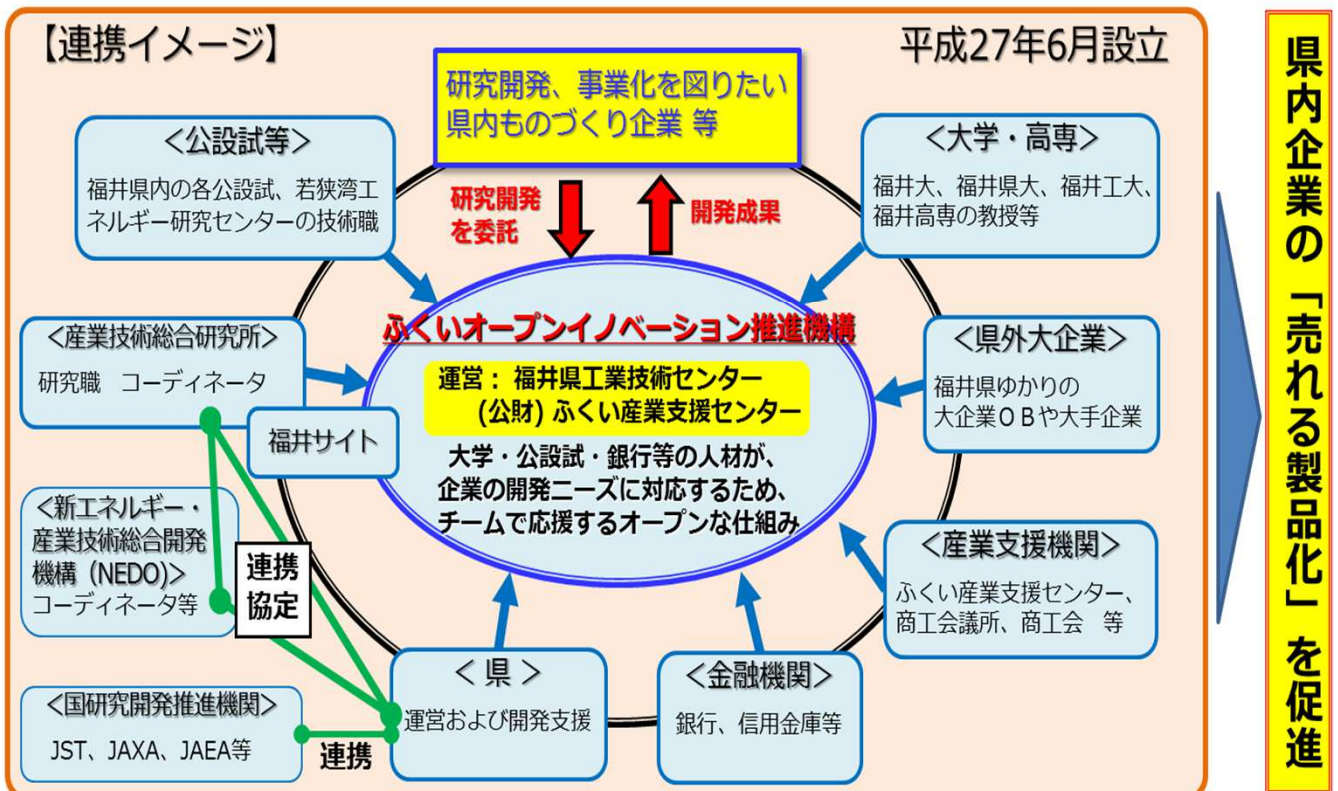 【連携イメージ】
平成27年6月設立
研究開発、事業化を図りたい
県内ものづくり企業 等
＜公設試等＞
福井県内の各公設試、若狭湾エ
ネルギー研究センターの技術職
研究開発
を委託
開発成果
＜大学・高専＞
福井大、福井県大、福井工大、
福井高専の教授等
＜産業技術総合研究所＞
研究職　コーディネータ
福井サイト
ふくいオープンイノベーション推進機構
運営： 福井県工業技術センター
(公財) ふくい産業支援センター
大学・公設試・銀行等の人材が、
企業の開発ニーズに対応するため、
チームで応援するオープンな仕組み
＜県外大企業＞
福井県ゆかりの
大企業ＯＢや大手企業
＜新エネルギー・
産業技術総合開発
機構（NEDO)＞
コーディネータ等
連携
協定
＜産業支援機関＞
ふくい産業支援センター、
商工会議所、商工会　等
＜国研究開発推進機関＞
JST、JAXA、JAEA等
連携
＜県＞
運営および開発支援
＜金融機関＞
銀行、信用金庫等
県内企業の「売れる製品化」を促進